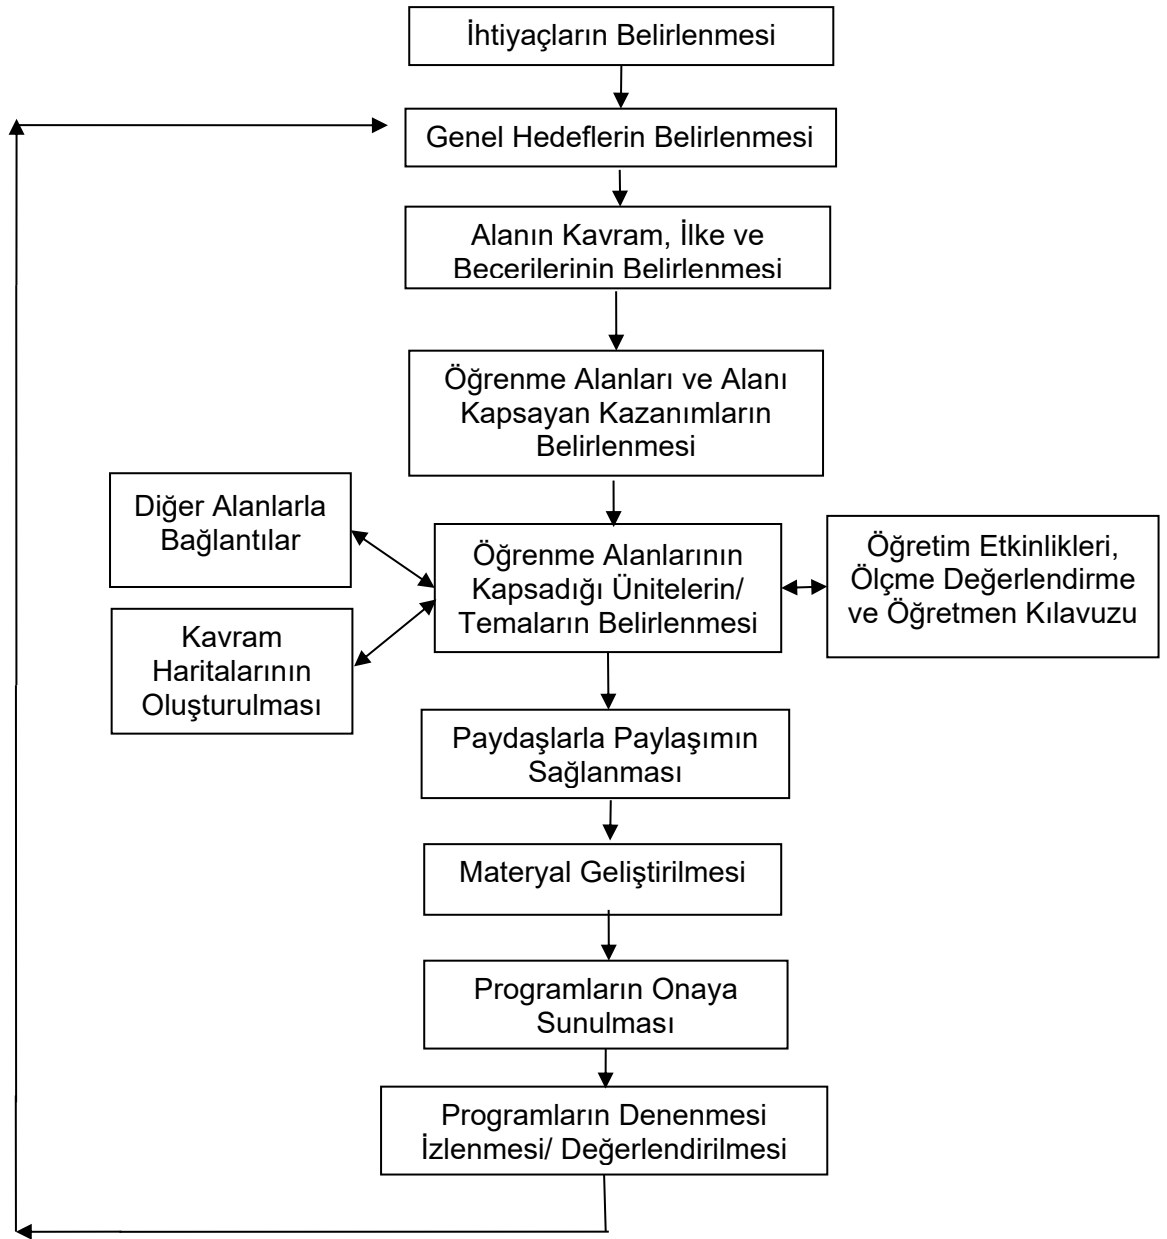 İhtiyaçların Belirlenmesi
Genel Hedeflerin Belirlenmesi
Alanın Kavram, İlke ve
Becerilerinin Belirlenmesi
Öğrenme Alanları ve Alanı
Kapsayan Kazanımların
Belirlenmesi
Diğer Alanlarla
Bağlantılar
Öğrenme Alanlarının
Kapsadığı Ünitelerin/
Temaların Belirlenmesi
Öğretim Etkinlikleri,
Ölçme Değerlendirme
ve Öğretmen Kılavuzu
Kavram
Haritalarının
Oluşturulması
Paydaşlarla Paylaşımın
Sağlanması
Materyal Geliştirilmesi
Programların Onaya
Sunulması
Programların Denenmesi
İzlenmesi/ Değerlendirilmesi